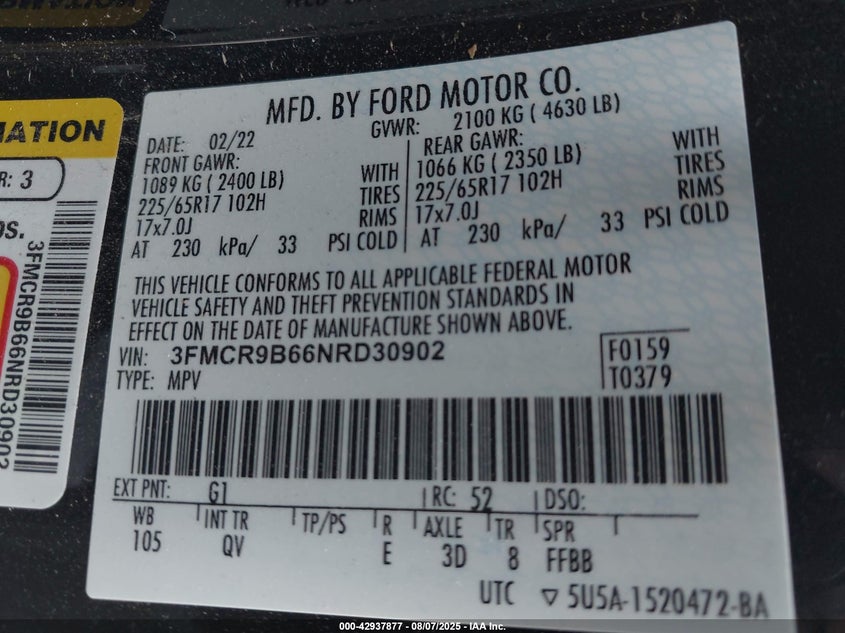 MATION
R: 3
os.
3FMCR9B66NRD30902
MFD. BY FORD MOTOR CO.
DATE: 02/22
GVWR: 2100 KG ( 4630 LB)
FRONT GAWR:
1089 KG ( 2400 LB) WITH
225/65R17 102H TIRES
17x7.0J RIMS
AT 230 kPa/ 33 PSI COLD
REAR GAWR: WITH
1066 KG ( 2350 LB) TIRES
225/65R17 102H RIMS
17x7.0J
AT 230 kPa/ 33 PSI COLD
THIS VEHICLE CONFORMS TO ALL APPLICABLE FEDERAL MOTOR
VEHICLE SAFETY AND THEFT PREVENTION STANDARDS IN
EFFECT ON THE DATE OF MANUFACTURE SHOWN ABOVE.
VIN: 3FMCR9B66NRD30902 F0159
TYPE: MPV T0379
EXT PNT: G1 RC: 52 DSO:
WB INT TR TP/PS R AXLE TR SPR
105 QV E 3D 8 FFBB
UTC ▽ 5U5A-1520472-BA
000-42937877 - 08/07/2025 - IAA Inc.